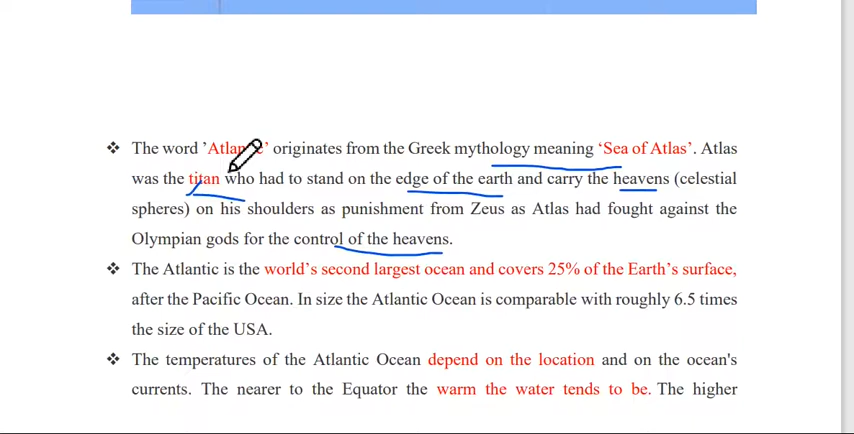 ❖ The word 'Atlantic' originates from the Greek mythology meaning 'Sea of Atlas'. Atlas
was the titan who had to stand on the edge of the earth and carry the heavens (celestial
spheres) on his shoulders as punishment from Zeus as Atlas had fought against the
Olympian gods for the control of the heavens.
❖ The Atlantic is the world's second largest ocean and covers 25% of the Earth's surface,
after the Pacific Ocean. In size the Atlantic Ocean is comparable with roughly 6.5 times
the size of the USA.
❖ The temperatures of the Atlantic Ocean depend on the location and on the ocean's
currents. The nearer to the Equator the warm the water tends to be. The higher